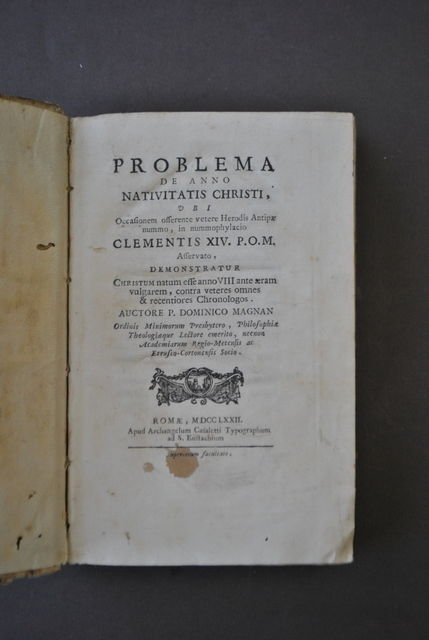 PROBLEMA
DE ANNO
NATIVITATIS CHRISTI,
UBI
Occasionem offerente vetere Herodis Antipæ
nummo, in nummophylacio
CLEMENTIS XIV. P.O.M.
Asservato,
DEMONSTRATUR
CHRISTUM natum esse anno VIII ante æram
vulgarem, contra veteres omnes
& recentiores Chronologos.
AUCTORE P. DOMINICO MAGNAN
Ordinis Minimorum Presbytero, Philosophiæ
Theologiæque Lectore emerito, necnon
Academiarum Regio-Metensis ac
Etrusco-Cortonensis Socio.
ROMÆ, MDCCLXXII.
Apud Archangelum Casaletti Typographum
ad S. Eustachium
facultate,